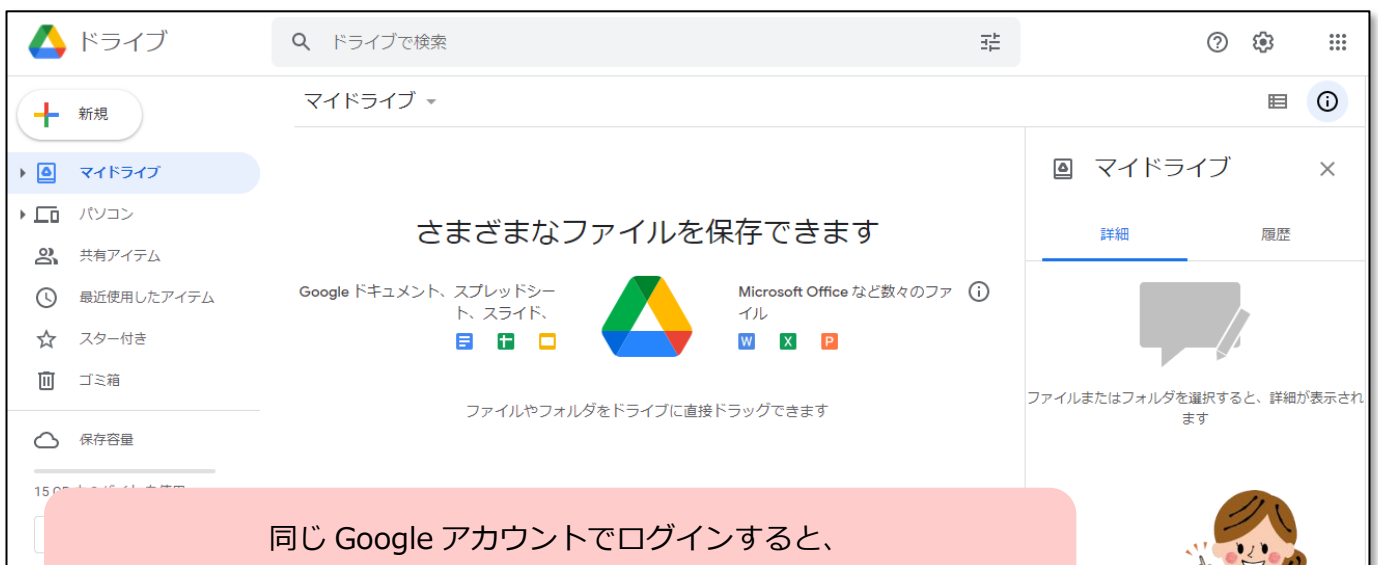 ドライブ
ドライブで検索
新規
マイドライブ
マイドライブ
パソコン
共有アイテム
最近使用したアイテム
スター付き
ゴミ箱
保存容量
さまざまなファイルを保存できます
Google ドキュメント、スプレッドシー
ト、スライド、
Microsoft Office など数々のファ
イル
W X P
ファイルやフォルダをドライブに直接ドラッグできます
マイドライブ
詳細
履歴
ファイルまたはフォルダを選択すると、詳細が表示され
ます
同じ Google アカウントでログインすると、